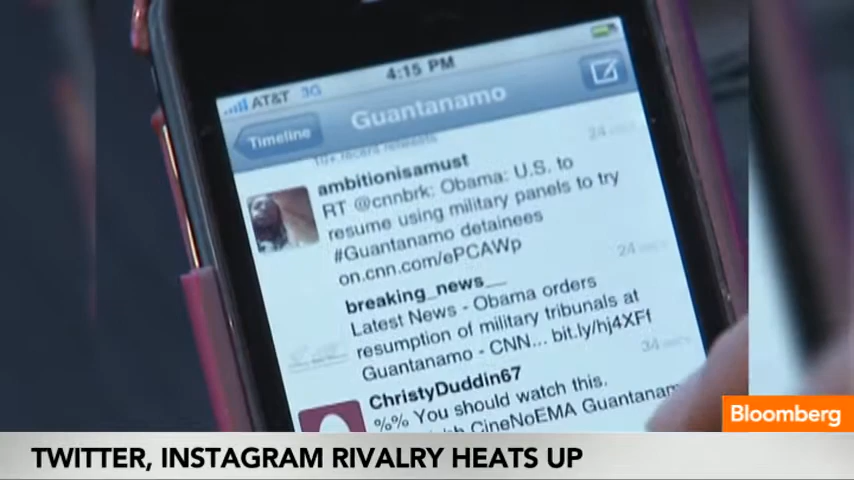 AT&T 3G 4:15 PM
Timeline Guantanamo
ambitionisamust
RT @cnnbrk: Obama: U.S. to
resume using military panels to try
#Guantanamo detainees
on.cnn.com/ePCAWp
breaking_news__
Latest News - Obama orders
resumption of military tribunals at
Guantanamo - CNN... bit.ly/hj4XFf
ChristyDuddin67
%% You should watch this.
CineNoEMA Guantanam
Bloomberg
TWITTER, INSTAGRAM RIVALRY HEATS UP